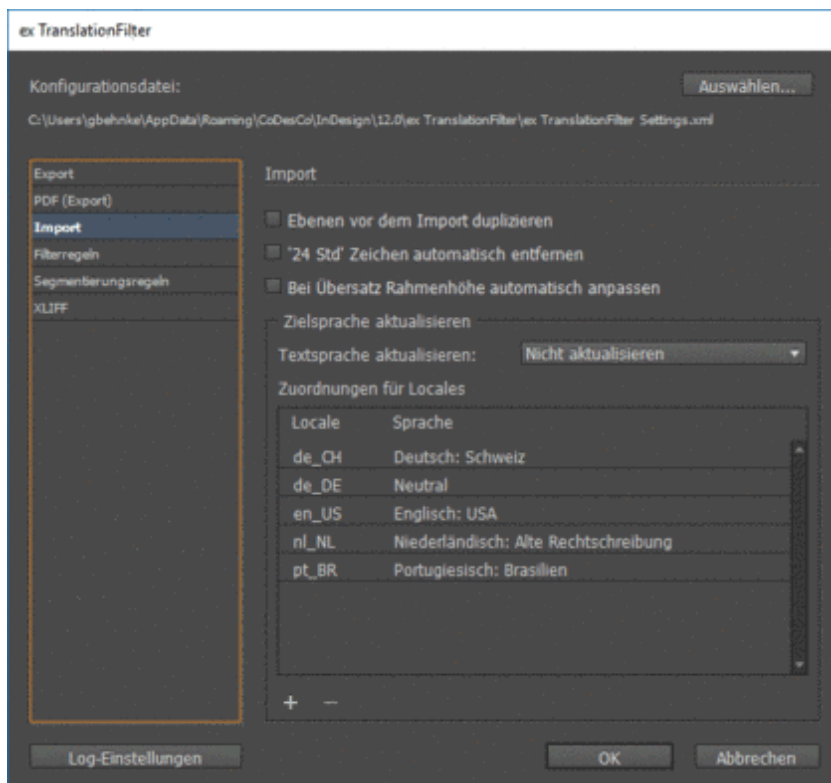 ex TranslationFilter
Konfigurationsdatei:
Auswählen...
C:\Users\gbehnke\AppData\Roaming\CoDesCo\InDesign\12.0\ex TranslationFilter\ex TranslationFilter Settings.xml
Export
PDF (Export)
Import
Filterregeln
Segmentierungsregeln
XLIFF
Import
Ebenen vor dem Import duplizieren
'24 Std' Zeichen automatisch entfernen
Bei Übersatz Rahmenhöhe automatisch anpassen
Zielsprache aktualisieren
Textsprache aktualisieren: Nicht aktualisieren
Zuordnungen für Locales
Locale Sprache
de_CH Deutsch: Schweiz
de_DE Neutral
en_US Englisch: USA
nl_NL Niederländisch: Alte Rechtschreibung
pt_BR Portugiesisch: Brasilien
+ −
Log-Einstellungen OK Abbrechen